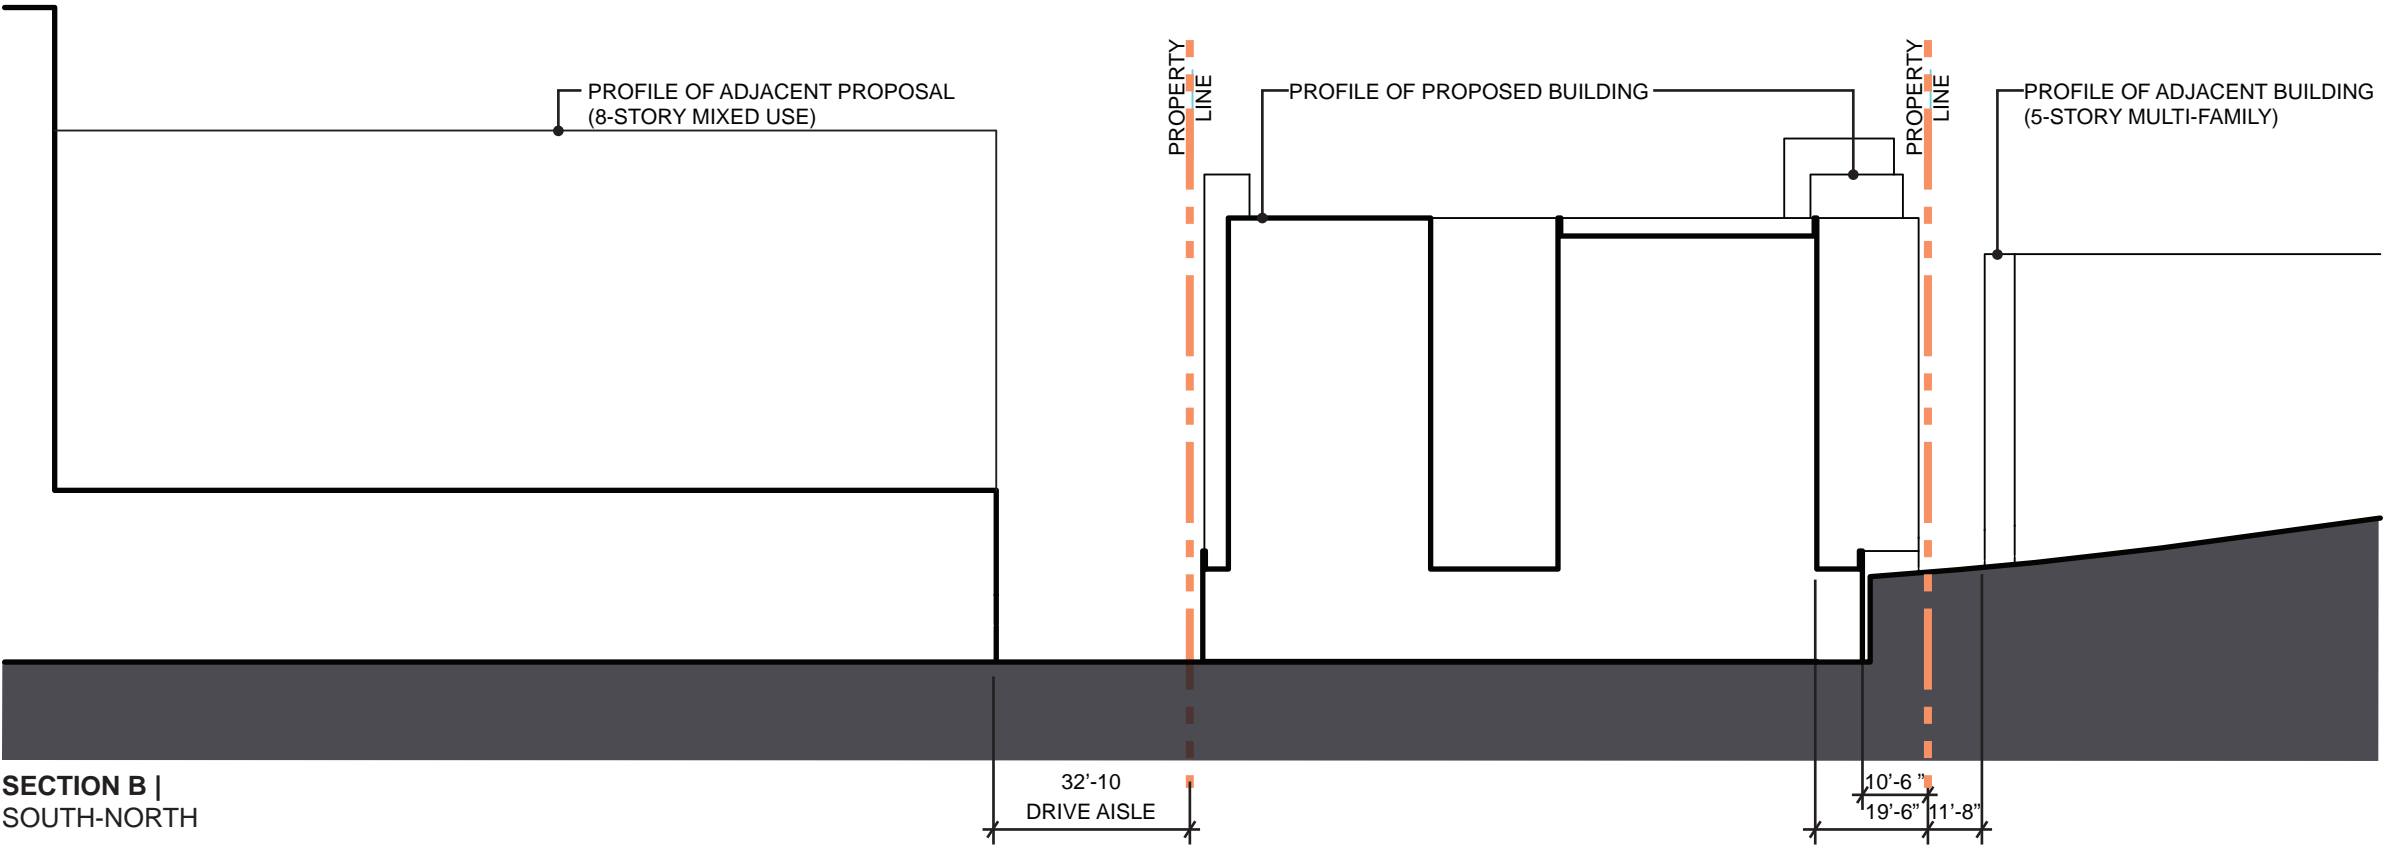 PROPERTY
LINE
PROPERTY
LINE
PROFILE OF ADJACENT PROPOSAL
(8-STORY MIXED USE)
PROFILE OF PROPOSED BUILDING
PROFILE OF ADJACENT BUILDING
(5-STORY MULTI-FAMILY)
SECTION B |
SOUTH-NORTH
32’-10
DRIVE AISLE
10’-6 ”
19’-6”
11’-8”